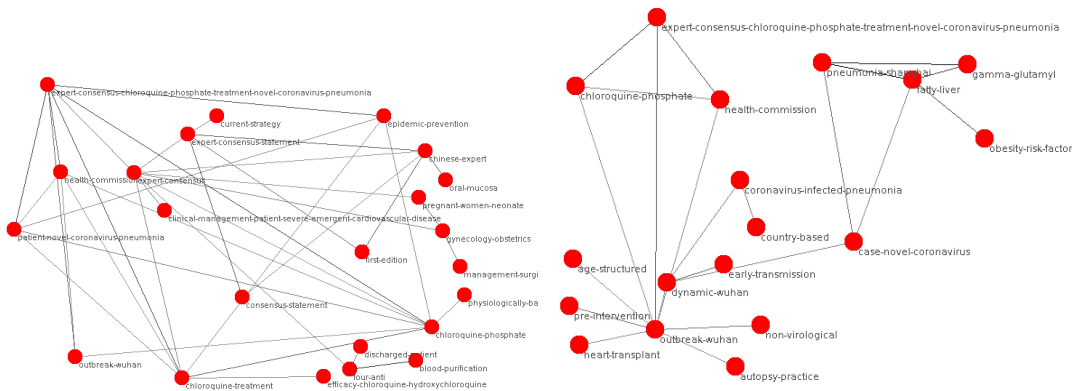 expert-consensus-chloroquine-phosphate-treatment-novel-coronavirus-pneumonia
current-strategy
epidemic-prevention
expert-consensus-statement
chinese-expert
health-commission
expert-consensus
oral-mucosa
pregnant-women-neonate
clinical-management-patient-severe-amergent-cardiovascular-disease
patient-novel-coronavirus-pneumonia
gynecology-obstetrics
first-edition
management-surgi
consensus-statement
physiologically-ba
chloroquine-phosphate
discharged-patient
outbreak-wuhan
four-anti
blood-purification
chloroquine-treatment
efficacy-chloroquine-hydroxychloroquine
expert-consensus-chloroquine-phosphate-treatment-novel-coronavirus-pneumonia
pneumonia-shanghai
gamma-glutamyl
fatty-liver
chloroquine-phosphate
health-commission
obesity-risk-factor
coronavirus-infected-pneumonia
country-based
case-novel-coronavirus
age-structured
early-transmission
dynamic-wuhan
pre-intervention
non-virological
outbreak-wuhan
heart-transplant
autopsy-practice